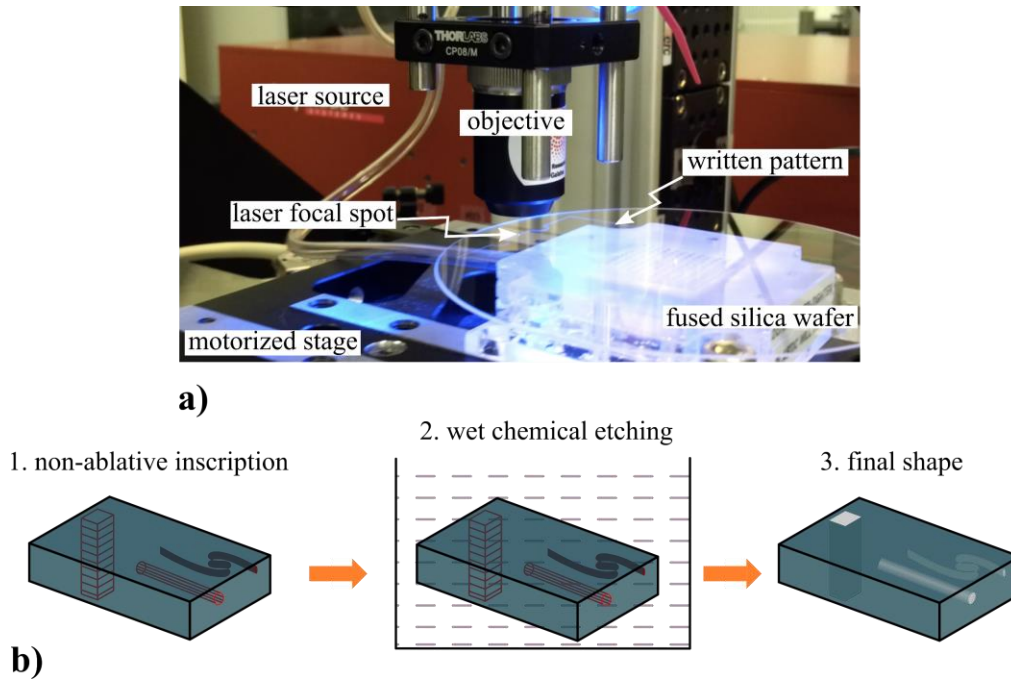 THORLABS
CP08/M
laser source
SYSTEMS
objective
written pattern
laser focal spot
fused silica wafer
motorized stage
a)
2. wet chemical etching
1. non-ablative inscription
3. final shape
b)